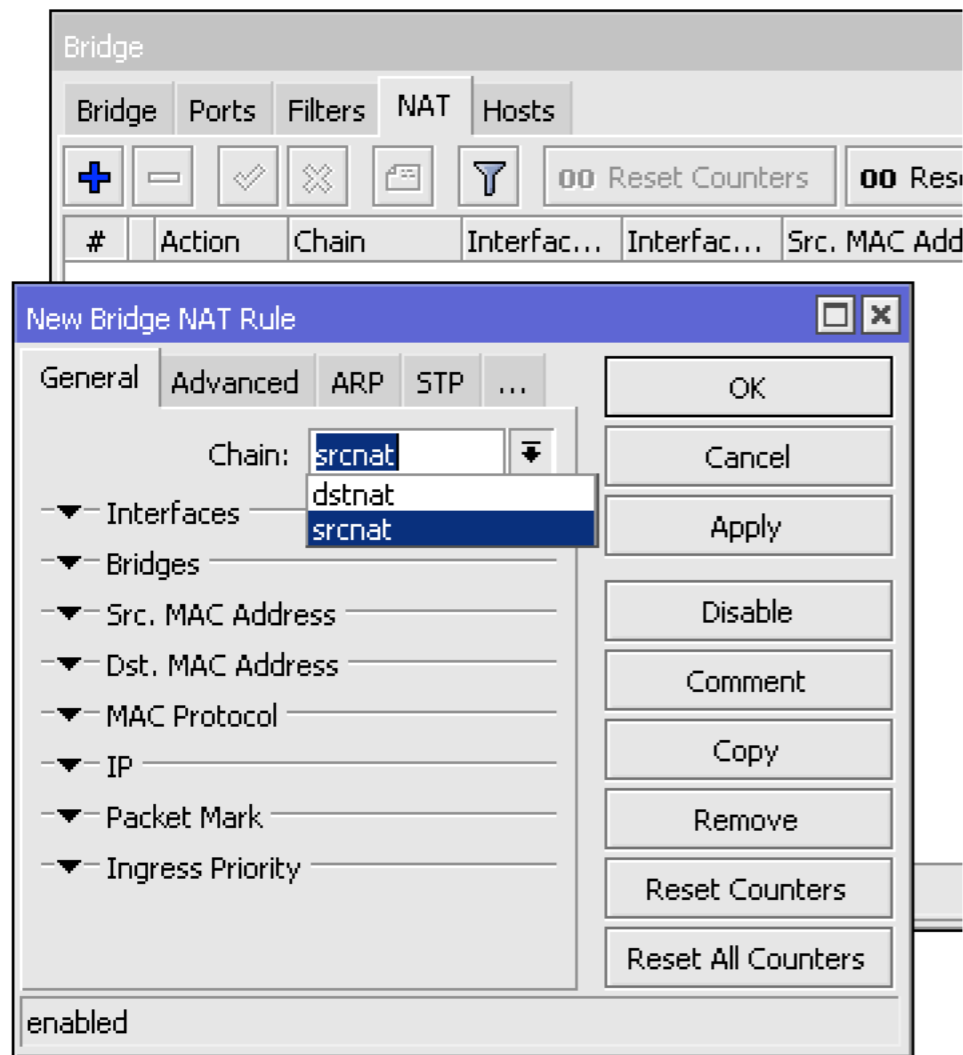 Bridge
Bridge Ports Filters NAT Hosts
00 Reset Counters 00 Res
# Action Chain Interfac... Interfac... Src. MAC Add
New Bridge NAT Rule
General Advanced ARP STP ...
OK
Chain: srcnat
Cancel
dstnat
Interfaces
srcnat
Apply
Bridges
Src. MAC Address
Disable
Dst. MAC Address
Comment
MAC Protocol
IP
Copy
Packet Mark
Remove
Ingress Priority
Reset Counters
Reset All Counters
enabled